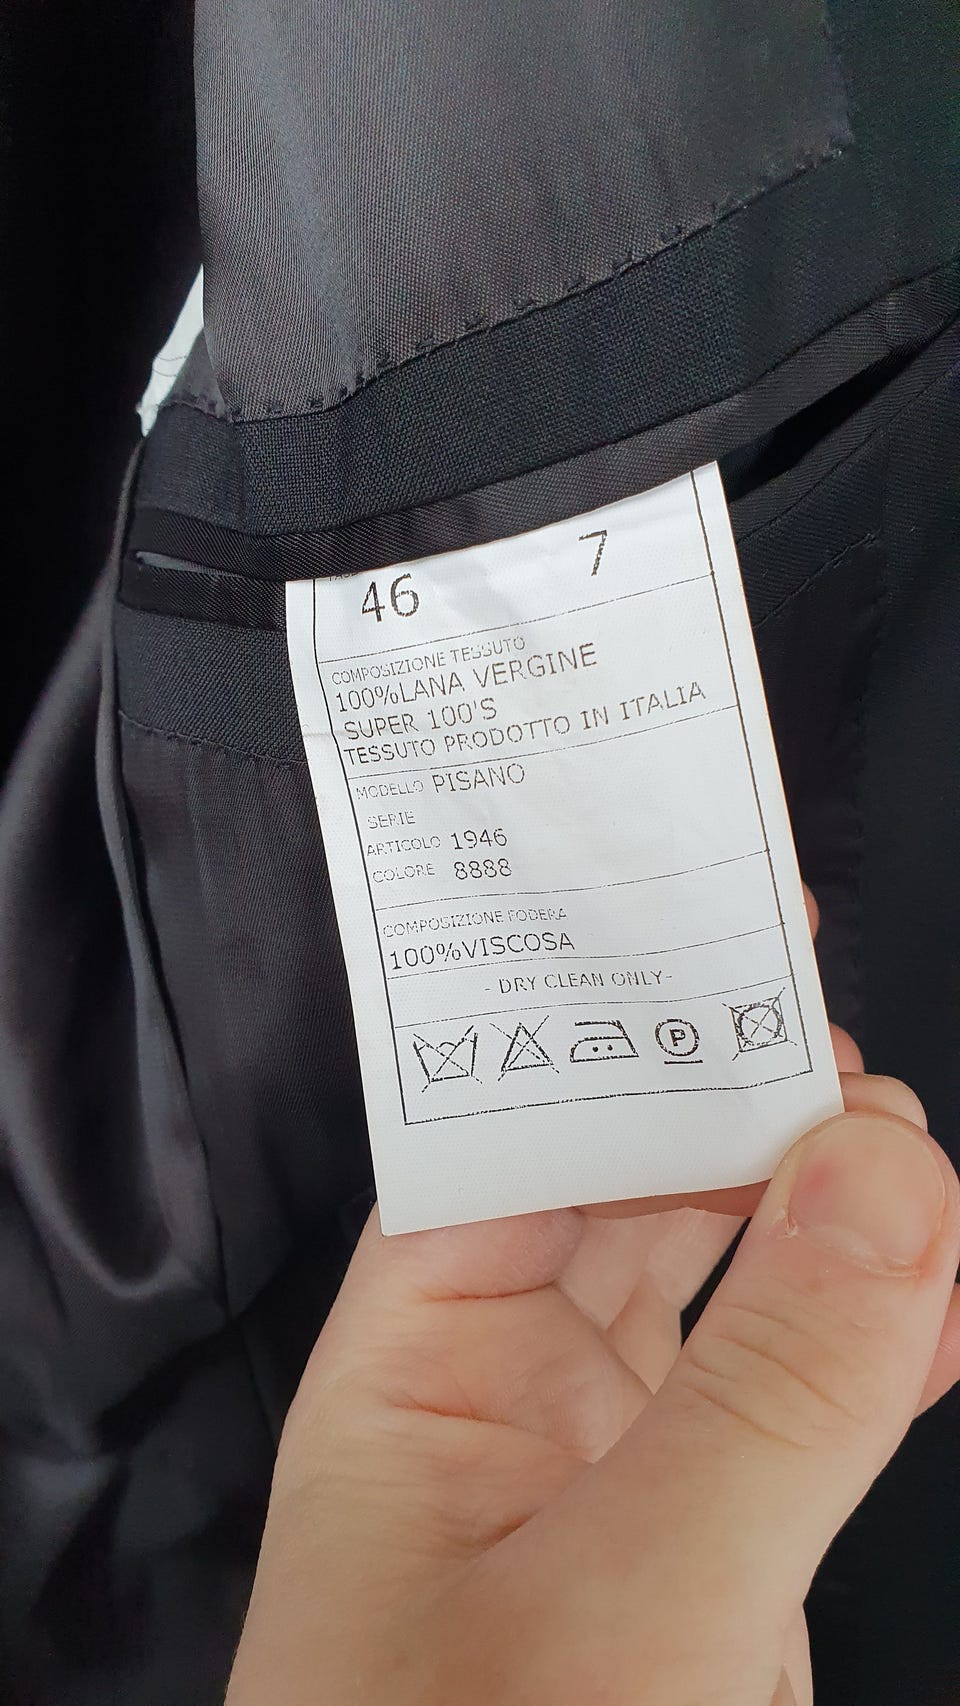 46 7
COMPOSIZIONE TESSUTO
100%LANA VERGINE
SUPER 100'S
TESSUTO PRODOTTO IN ITALIA
MODELLO PISANO
SERIE
ARTICOLO 1946
COLORE 8888
COMPOSIZIONE FODERA
100%VISCOSA
- DRY CLEAN ONLY-
P